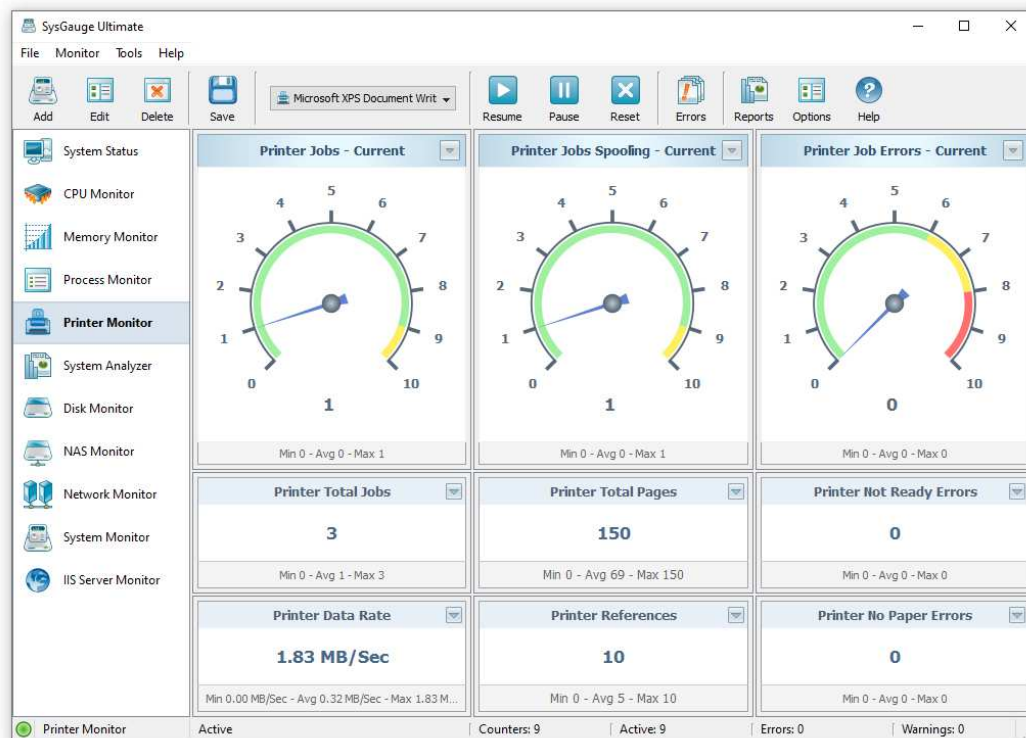 SysGauge Ultimate
File Monitor Tools Help
Add Edit Delete Save Microsoft XPS Document Writ Resume Pause Reset Errors Reports Options Help
System Status
CPU Monitor
Memory Monitor
Process Monitor
Printer Monitor
System Analyzer
Disk Monitor
NAS Monitor
Network Monitor
System Monitor
IIS Server Monitor
Printer Jobs - Current
0 1 2 3 4 5 6 7 8 9 10
1
Min 0 - Avg 0 - Max 1
Printer Jobs Spooling - Current
0 1 2 3 4 5 6 7 8 9 10
1
Min 0 - Avg 0 - Max 1
Printer Job Errors - Current
0 1 2 3 4 5 6 7 8 9 10
0
Min 0 - Avg 0 - Max 0
Printer Total Jobs
3
Min 0 - Avg 1 - Max 3
Printer Total Pages
150
Min 0 - Avg 69 - Max 150
Printer Not Ready Errors
0
Min 0 - Avg 0 - Max 0
Printer Data Rate
1.83 MB/Sec
Min 0.00 MB/Sec - Avg 0.32 MB/Sec - Max 1.83 M...
Printer References
10
Min 0 - Avg 5 - Max 10
Printer No Paper Errors
0
Min 0 - Avg 0 - Max 0
Printer Monitor Active Counters: 9 Active: 9 Errors: 0 Warnings: 0